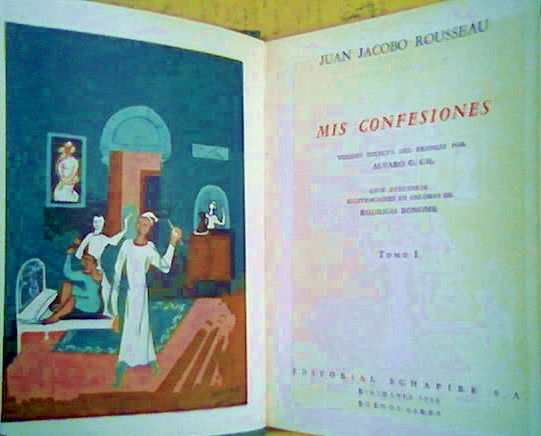 JUAN JACOBO ROUSSEAU
MIS CONFESIONES
VERSION DIRECTA DEL FRANCES POR
ALVARO G. GIL
CON
ILUSTRACIONES EN COLORES DE
RODRIGO BONOME
TOMO I
EDITORIAL SCHAPIRE S. A.
BUENOS AIRES